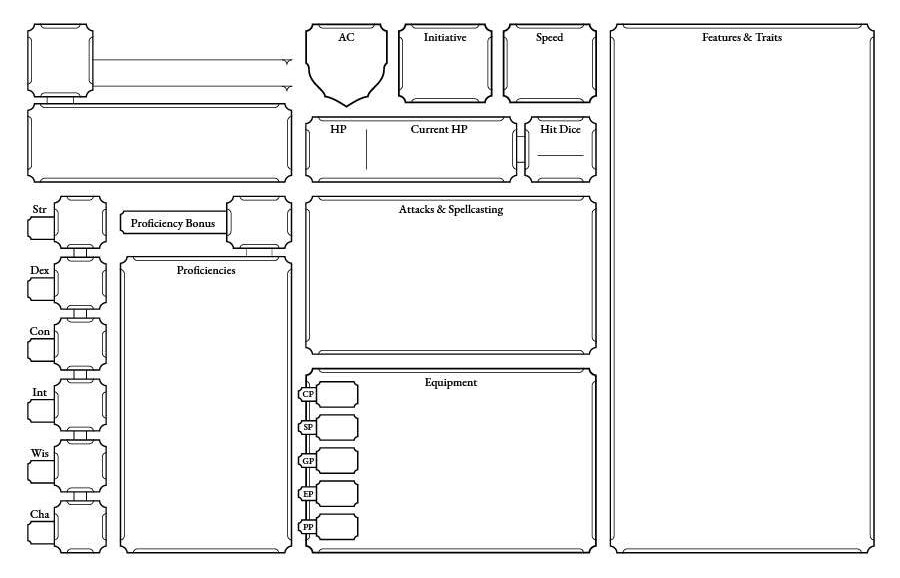 AC
Initiative
Speed
Features & Traits
HP
Current HP
Hit Dice
Str
Proficiency Bonus
Attacks & Spellcasting
Dex
Proficiencies
Con
Int
Wis
Cha
Equipment
CP
SP
GP
EP
PP